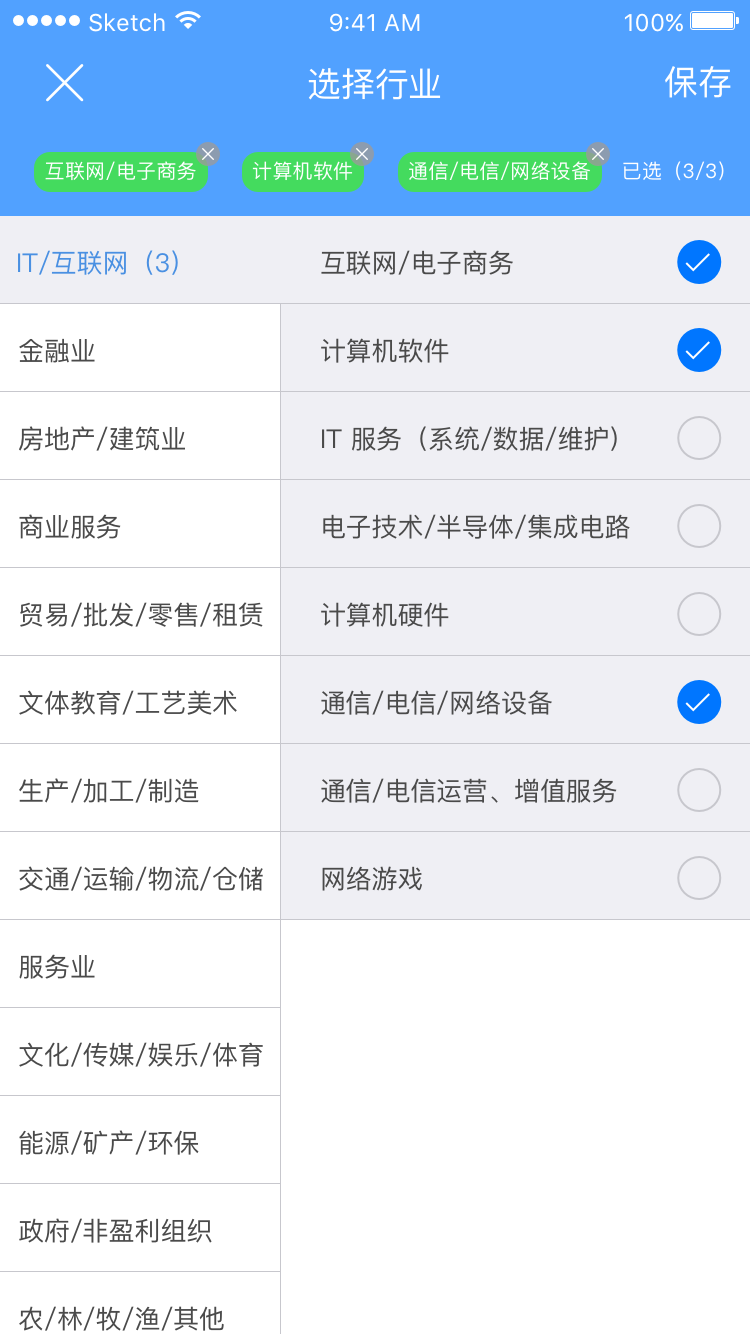 Sketch 9:41 AM 100%
选择行业 保存
互联网/电子商务 计算机软件 通信/电信/网络设备 已选（3/3）
IT/互联网（3） 互联网/电子商务
金融业 计算机软件
房地产/建筑业 IT 服务（系统/数据/维护）
商业服务 电子技术/半导体/集成电路
贸易/批发/零售/租赁 计算机硬件
文体教育/工艺美术 通信/电信/网络设备
生产/加工/制造 通信/电信运营、增值服务
交通/运输/物流/仓储 网络游戏
服务业
文化/传媒/娱乐/体育
能源/矿产/环保
政府/非盈利组织
农/林/牧/渔/其他